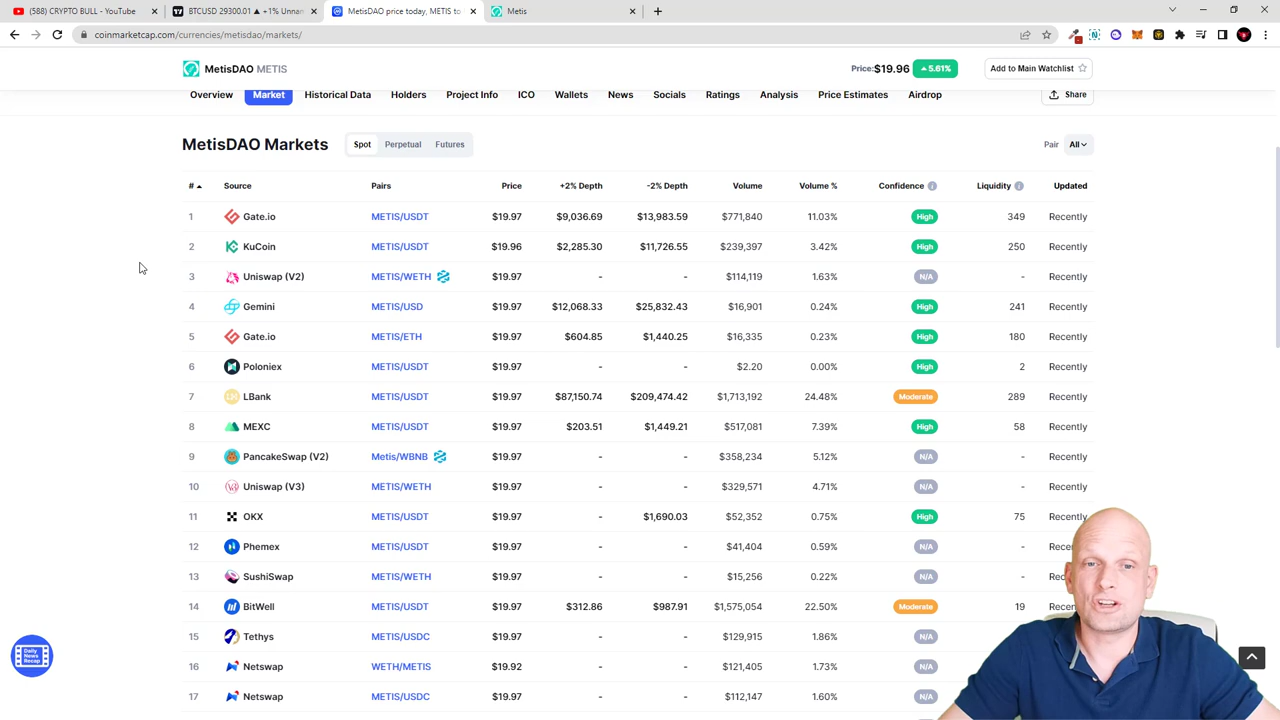 (588) CRYPTO BULL - YouTube
BTCUSD 29300.01 ▲ +1% Unnam
MetisDAO price today, METIS to
Metis
coinmarketcap.com/currencies/metisdao/markets/
MetisDAO METIS
Price: $19.96 ▲5.61%
Add to Main Watchlist
Overview Market Historical Data Holders Project Info ICO Wallets News Socials Ratings Analysis Price Estimates Airdrop Share
MetisDAO Markets Spot Perpetual Futures Pair All
# Source Pairs Price +2% Depth -2% Depth Volume Volume % Confidence Liquidity Updated
1 Gate.io METIS/USDT $19.97 $9,036.69 $13,983.59 $771,840 11.03% High 349 Recently
2 KuCoin METIS/USDT $19.96 $2,285.30 $11,726.55 $239,397 3.42% High 250 Recently
3 Uniswap (V2) METIS/WETH $19.97 - - $114,119 1.63% N/A - Recently
4 Gemini METIS/USD $19.97 $12,068.33 $25,832.43 $16,901 0.24% High 241 Recently
5 Gate.io METIS/ETH $19.97 $604.85 $1,440.25 $16,335 0.23% High 180 Recently
6 Poloniex METIS/USDT $19.97 - - $2.20 0.00% High 2 Recently
7 LBank METIS/USDT $19.97 $87,150.74 $209,474.42 $1,713,192 24.48% Moderate 289 Recently
8 MEXC METIS/USDT $19.97 $203.51 $1,449.21 $517,081 7.39% High 58 Recently
9 PancakeSwap (V2) Metis/WBNB $19.97 - - $358,234 5.12% N/A - Recently
10 Uniswap (V3) METIS/WETH $19.97 - - $329,571 4.71% N/A - Recently
11 OKX METIS/USDT $19.97 - $1,690.03 $52,352 0.75% High 75 Recently
12 Phemex METIS/USDT $19.97 - - $41,404 0.59% N/A - Rece
13 SushiSwap METIS/WETH $19.97 - - $15,256 0.22% N/A - Rec
14 BitWell METIS/USDT $19.97 $312.86 $987.91 $1,575,054 22.50% Moderate 19 Rece
15 Tethys METIS/USDC $19.97 - - $129,915 1.86% N/A
16 Netswap WETH/METIS $19.92 - - $121,405 1.73% N/A
17 Netswap METIS/USDC $19.97 - - $112,147 1.60% N/A
Daily
News
Recap